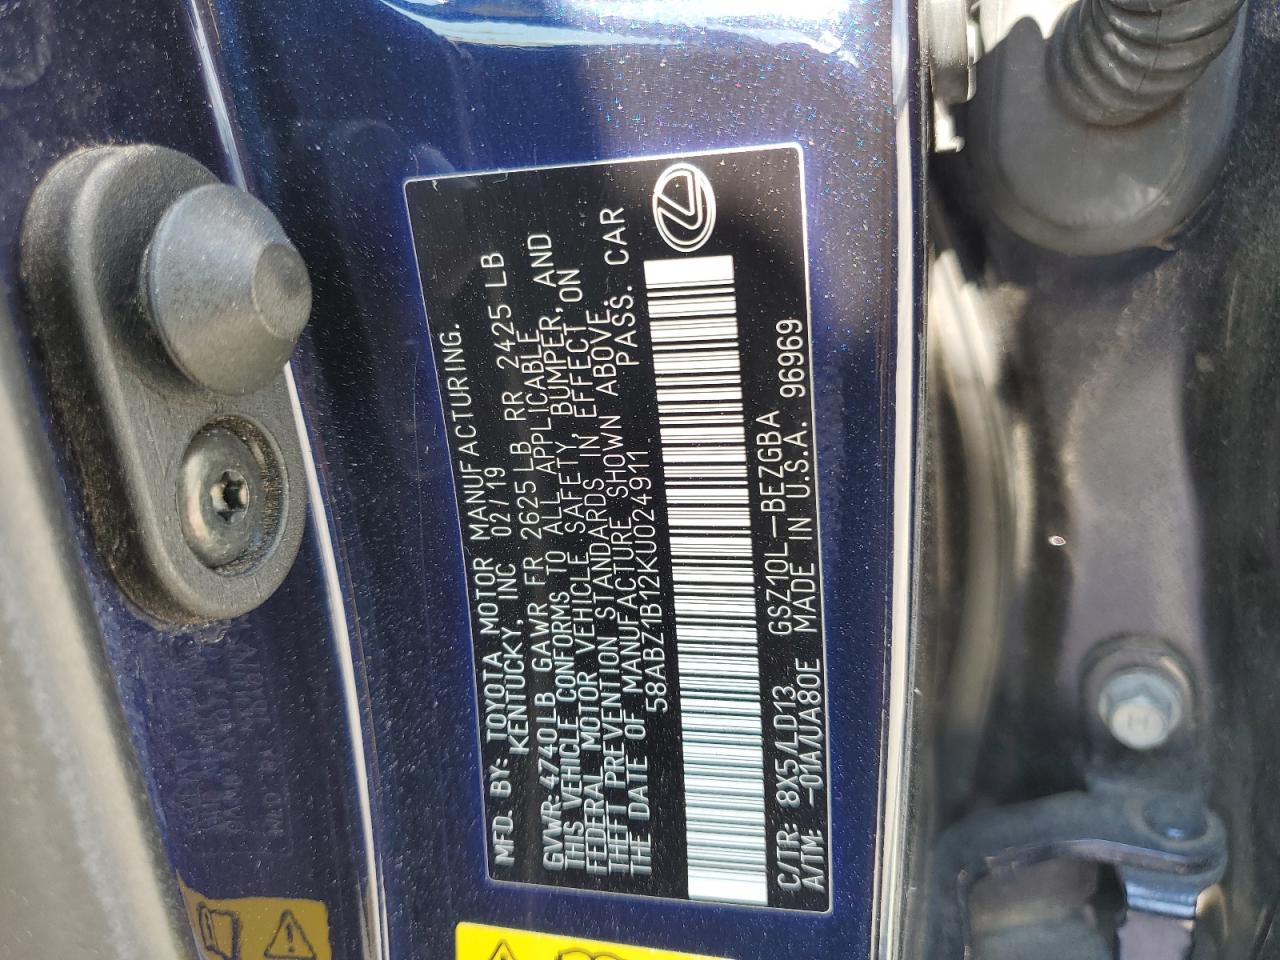 MFD. BY: TOYOTA MOTOR MANUFACTURING.
KENTUCKY, INC 02/19
GVWR 4740LB GAWR FR 2625LB RR 2425 LB
THIS VEHICLE CONFORMS TO ALL APPLICABLE
FEDERAL MOTOR VEHICLE SAFETY, BUMPER, AND
THEFT PREVENTION STANDARDS IN EFFECT ON
THE DATE OF MANUFACTURE SHOWN ABOVE.
58ABZ1B12KU024911 PASS. CAR
C/TR: 8X5/LD13 GSZ10L-BEZGBA
A/TM: -01A/UA80E MADE IN U.S.A. 96969